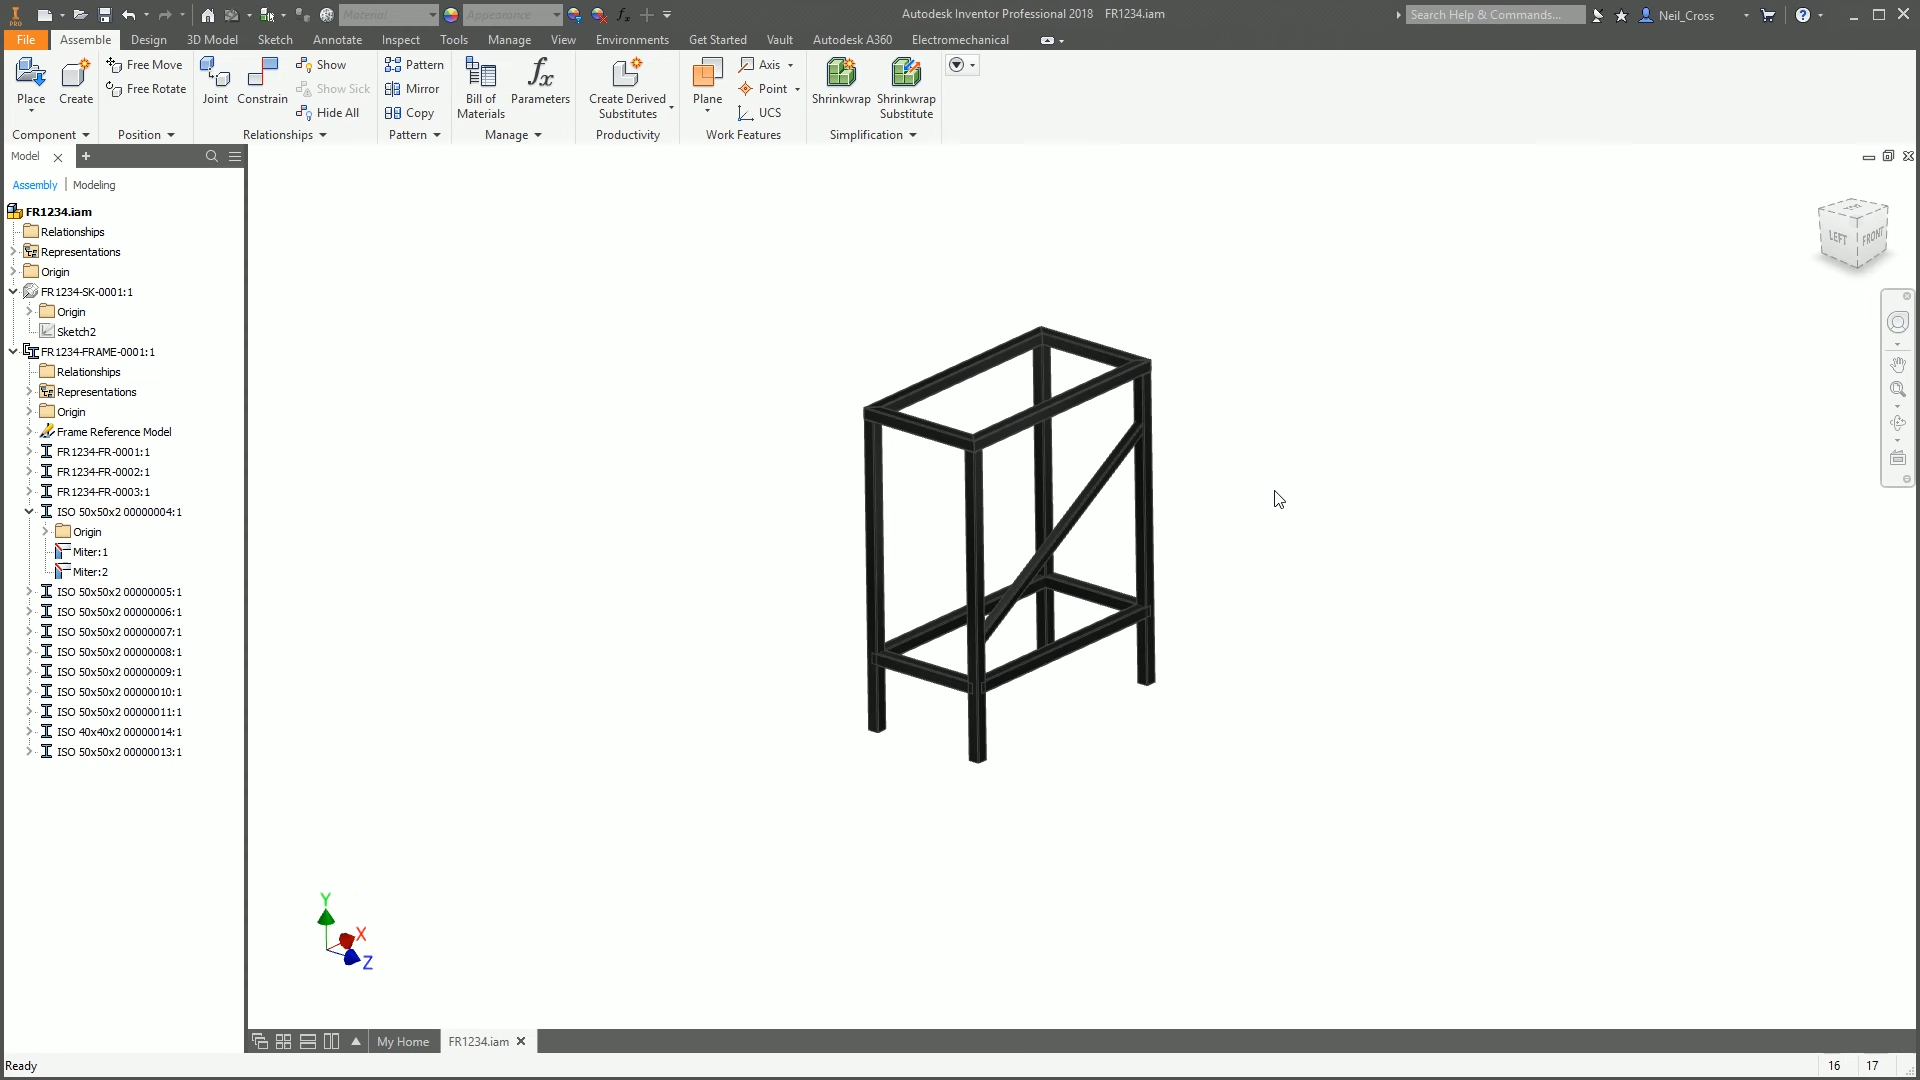 Material
Appearance
Autodesk Inventor Professional 2018 FR1234.iam
Search Help & Commands...
Neil_Cross
File Assemble Design 3D Model Sketch Annotate Inspect Tools Manage View Environments Get Started Vault Autodesk A360 Electromechanical
Place
Create
Component
Free Move
Free Rotate
Position
Joint
Constrain
Show
Show Sick
Hide All
Relationships
Pattern
Mirror
Copy
Pattern
Bill of
Materials
Parameters
Manage
Create Derived
Substitutes
Productivity
Plane
Axis
Point
UCS
Work Features
Shrinkwrap
Shrinkwrap
Substitute
Simplification
Model
Assembly Modeling
FR1234.iam
Relationships
Representations
Origin
FR1234-SK-0001:1
Origin
Sketch2
FR1234-FRAME-0001:1
Relationships
Representations
Origin
Frame Reference Model
FR1234-FR-0001:1
FR1234-FR-0002:1
FR1234-FR-0003:1
ISO 50x50x2 00000004:1
Origin
Miter:1
Miter:2
ISO 50x50x2 00000005:1
ISO 50x50x2 00000006:1
ISO 50x50x2 00000007:1
ISO 50x50x2 00000008:1
ISO 50x50x2 00000009:1
ISO 50x50x2 00000010:1
ISO 50x50x2 00000011:1
ISO 40x40x2 00000014:1
ISO 50x50x2 00000013:1
LEFT
FRONT
Y
X
Z
My Home
FR1234.iam
Ready
16 17